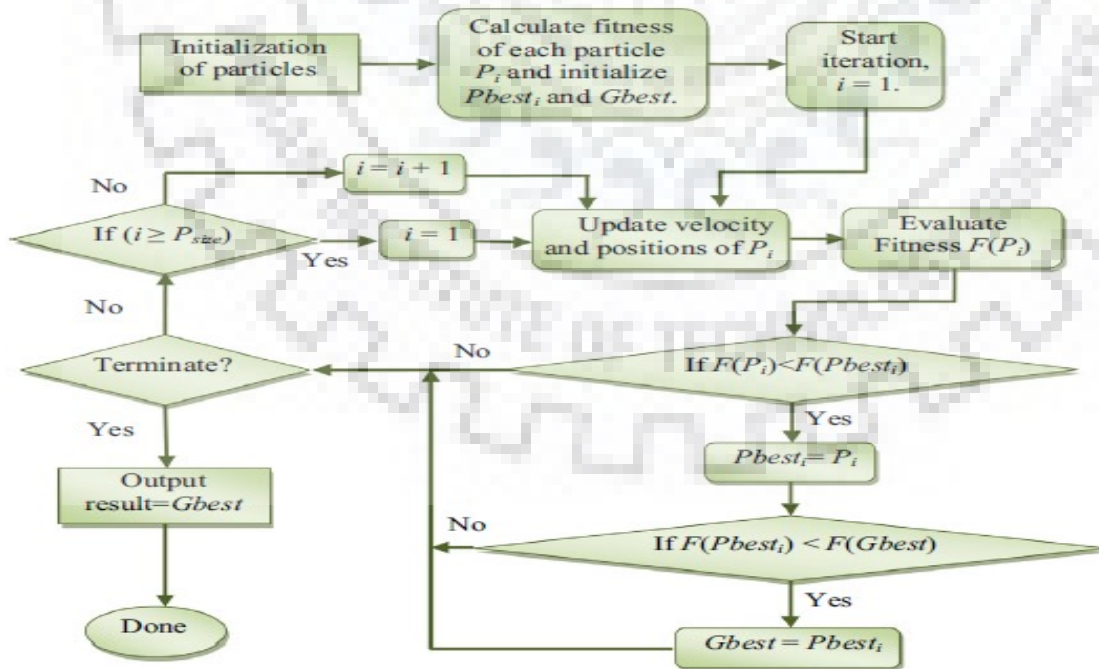 Initialization
of particles
Calculate fitness
of each particle
Pᵢ and initialize
Pbestᵢ and Gbest.
Start
iteration,
i = 1.
No
i = i + 1
If (i ≥ Psize)
Yes
i = 1
Update velocity
and positions of Pᵢ
Evaluate
Fitness F(Pᵢ)
No
Terminate?
No
If F(Pᵢ)<F(Pbestᵢ)
Yes
Yes
Pbestᵢ= Pᵢ
Output
result=Gbest
No
If F(Pbestᵢ) < F(Gbest)
Yes
Done
Gbest = Pbestᵢ